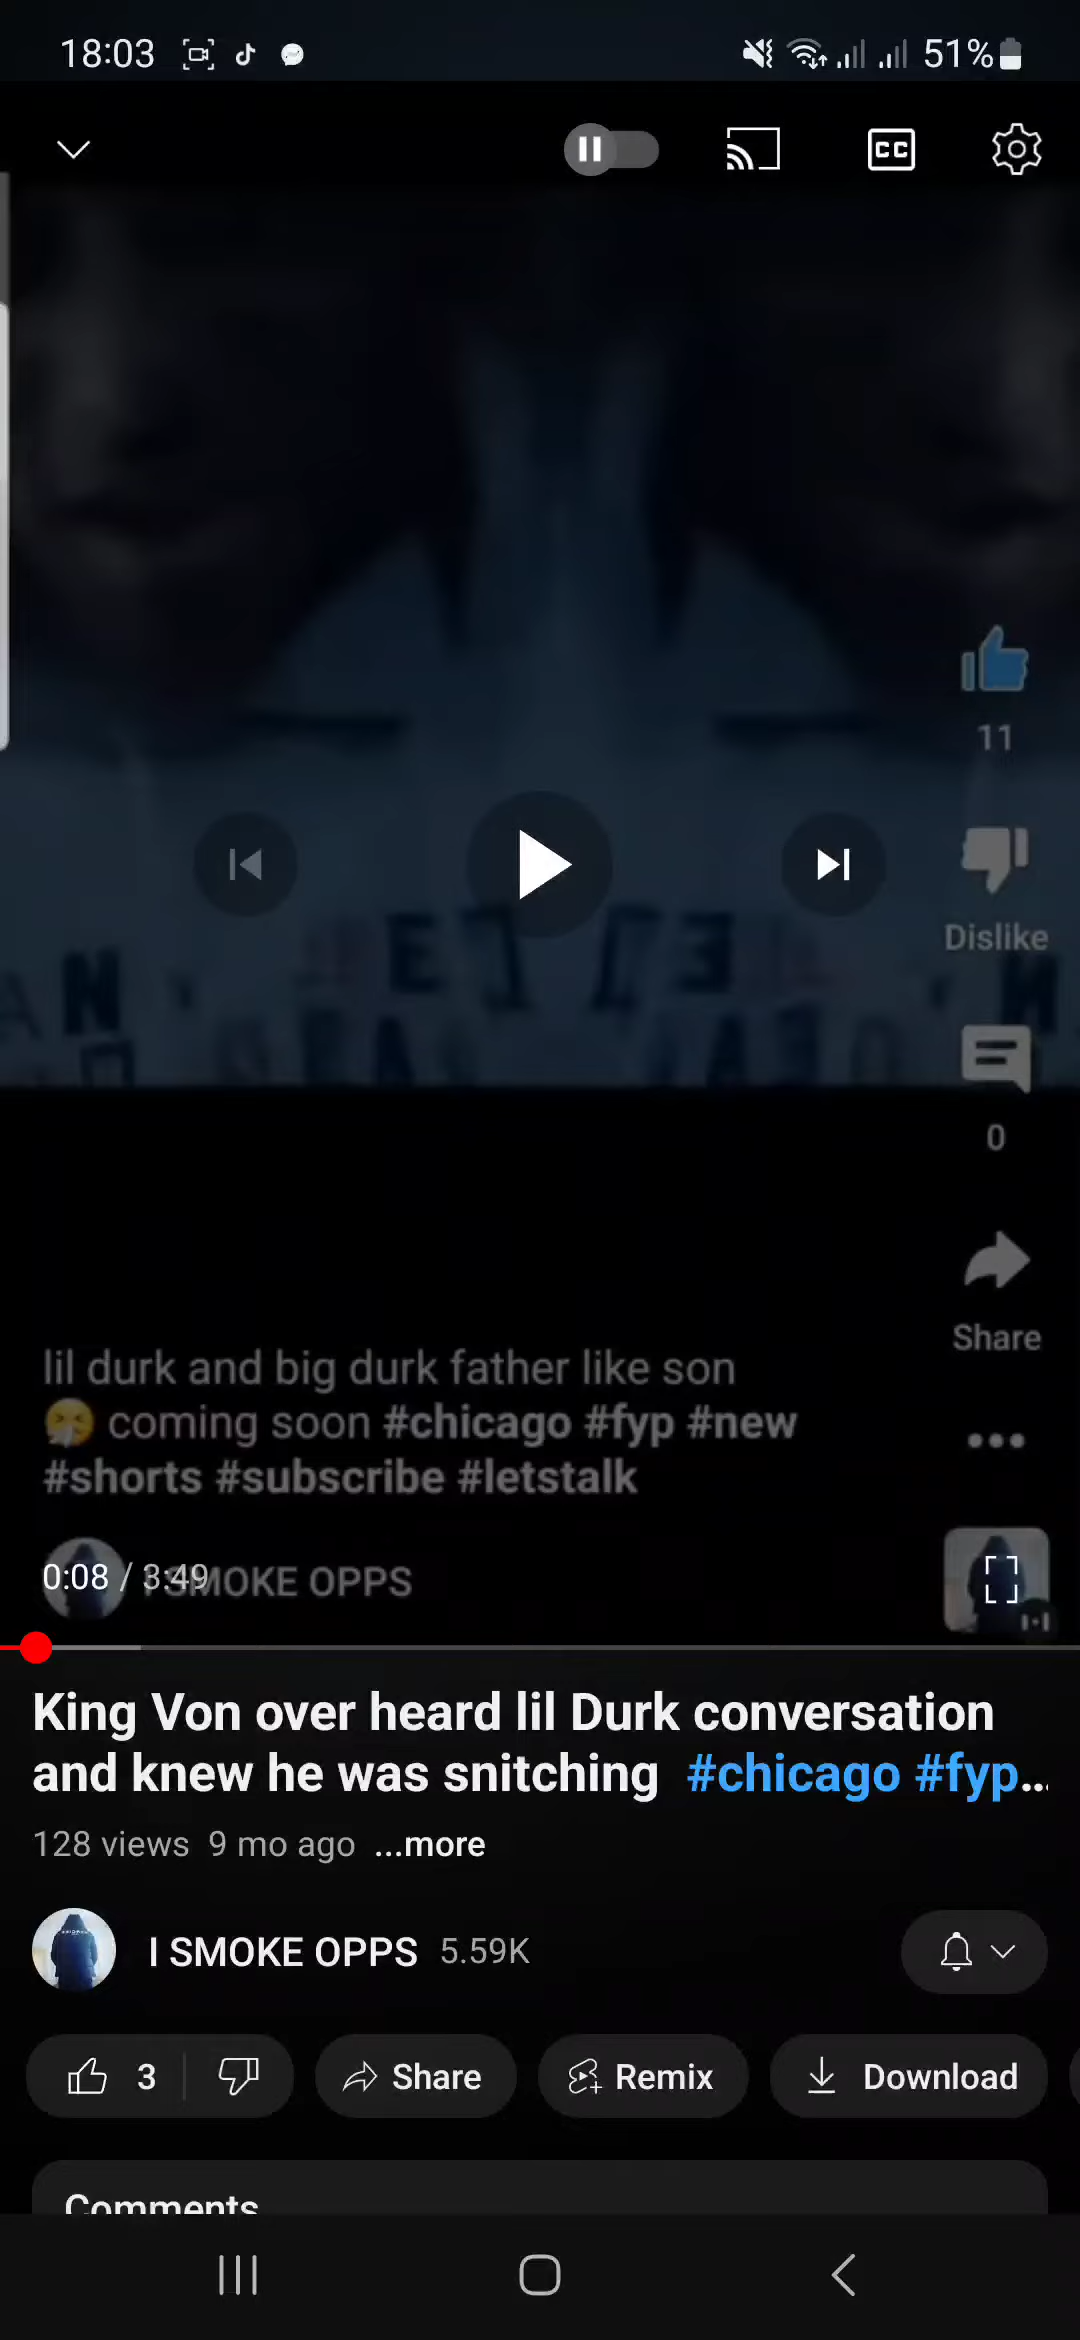 18:03
51%
CC
11
Dislike
0
Share
lil durk and big durk father like son
🤧 coming soon #chicago #fyp #new
#shorts #subscribe #letstalk
0:08 / 3:49
SMOKE OPPS
King Von over heard lil Durk conversation
and knew he was snitching #chicago #fyp...
128 views 9 mo ago ...more
I SMOKE OPPS 5.59K
3
Share
Remix
Download
Comments